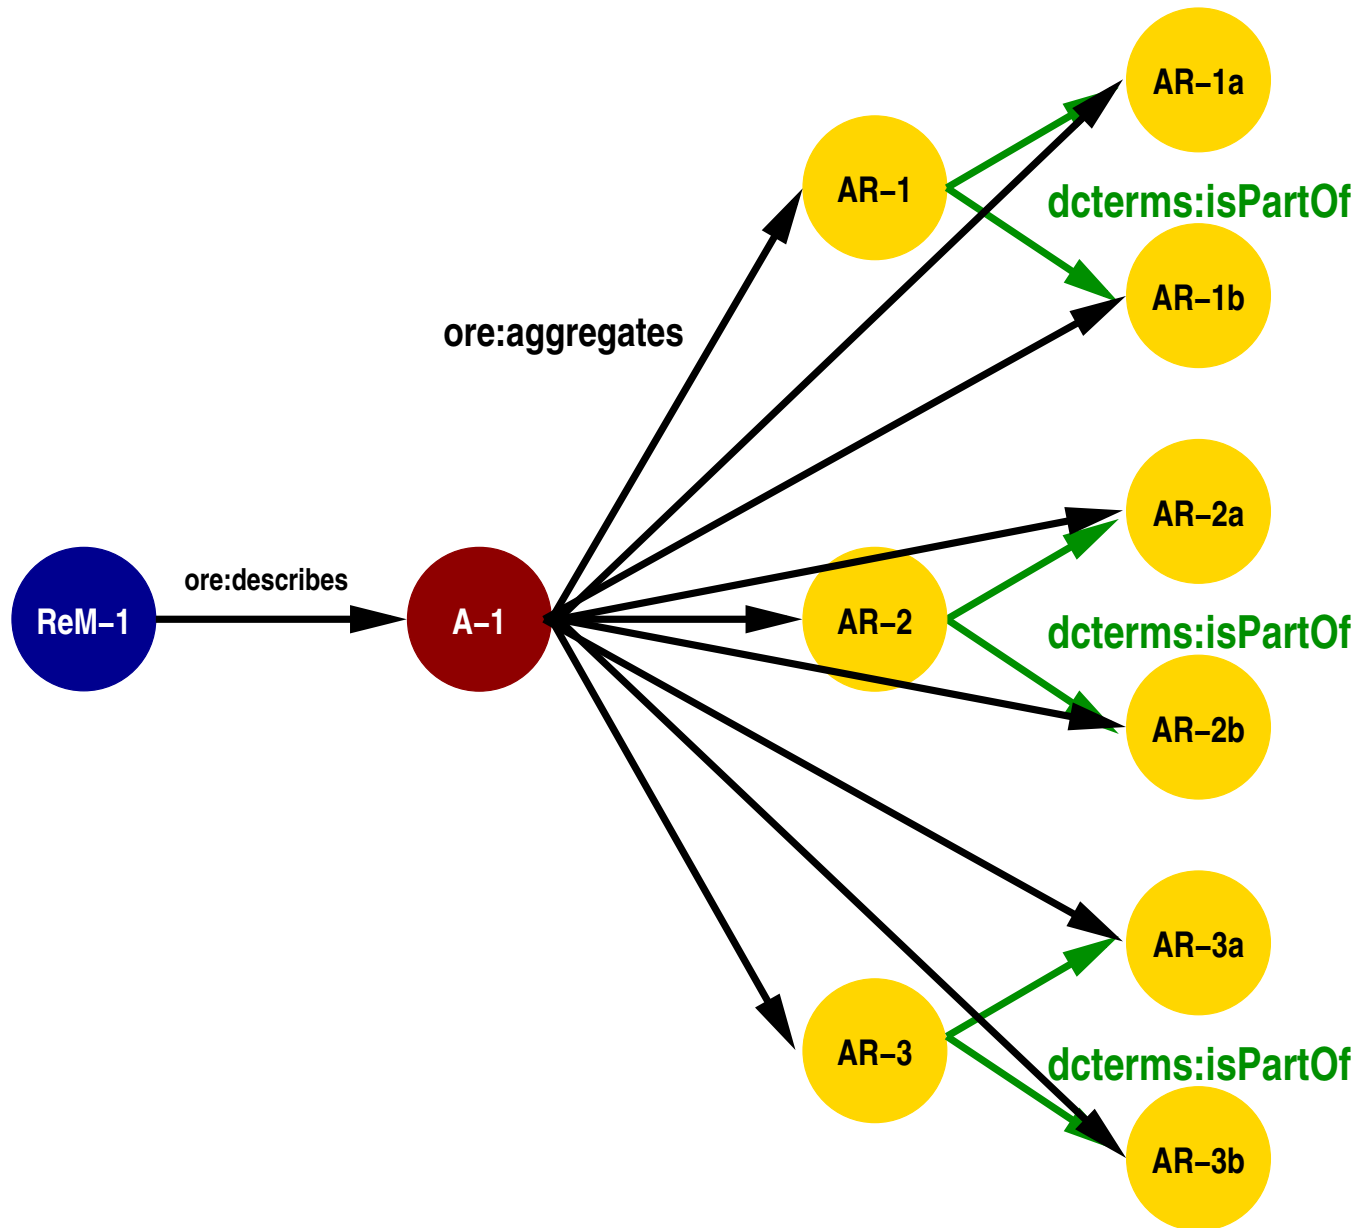 AR−1a
AR−1
dcterms:isPartOf
AR−1b
ore:aggregates
AR−2a
ore:describes
ReM−1
A−1
AR−2
dcterms:isPartOf
AR−2b
AR−3a
AR−3
dcterms:isPartOf
AR−3b